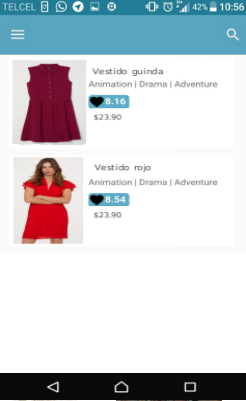 TELCEL 42% 10:56
Vestido guinda
Animation | Drama | Adventure
8.16
$23.90
Vestido rojo
Animation | Drama | Adventure
8.54
$23.90